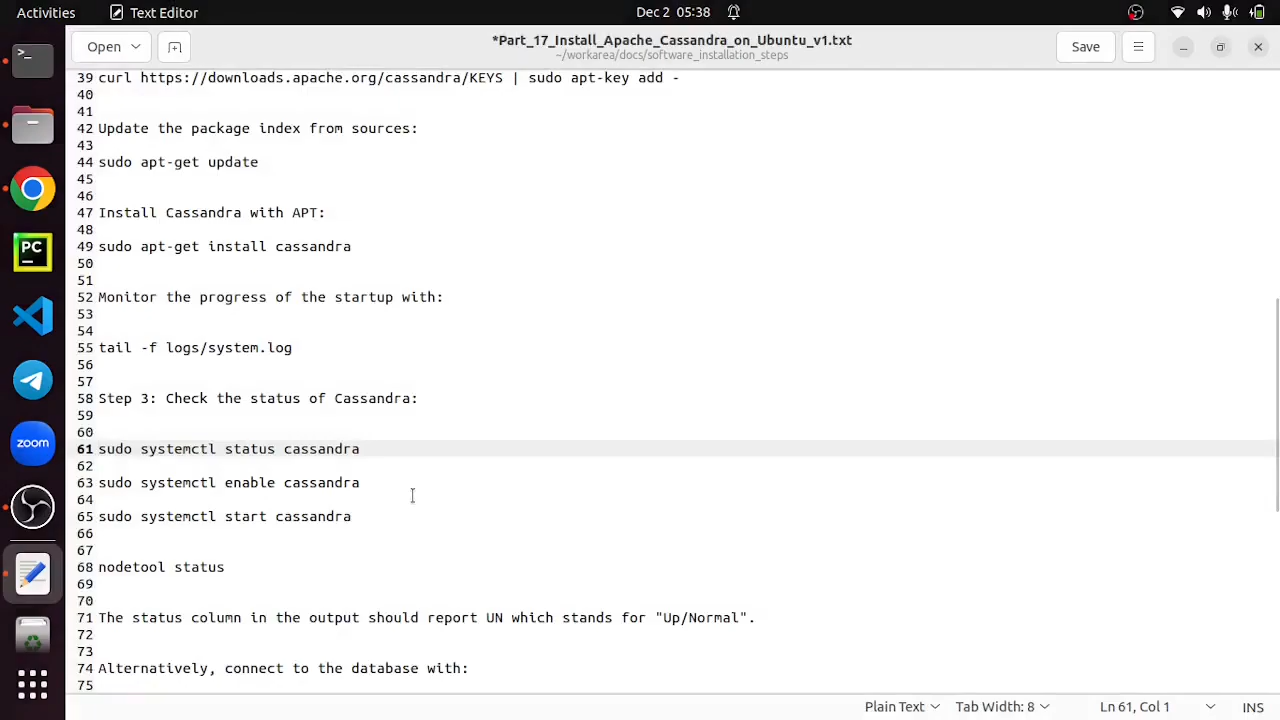 Activities
Text Editor
Dec 2 05:38
Open
*Part_17_Install_Apache_Cassandra_on_Ubuntu_v1.txt
~/workarea/docs/software_installation_steps
Save
39 curl https://downloads.apache.org/cassandra/KEYS | sudo apt-key add -
40
41
42 Update the package index from sources:
43
44 sudo apt-get update
45
46
47 Install Cassandra with APT:
48
49 sudo apt-get install cassandra
50
51
52 Monitor the progress of the startup with:
53
54
55 tail -f logs/system.log
56
57
58 Step 3: Check the status of Cassandra:
59
60
61 sudo systemctl status cassandra
62
63 sudo systemctl enable cassandra
64
65 sudo systemctl start cassandra
66
67
68 nodetool status
69
70
71 The status column in the output should report UN which stands for "Up/Normal".
72
73
74 Alternatively, connect to the database with:
75
PC
zoom
Plain Text
Tab Width: 8
Ln 61, Col 1
INS